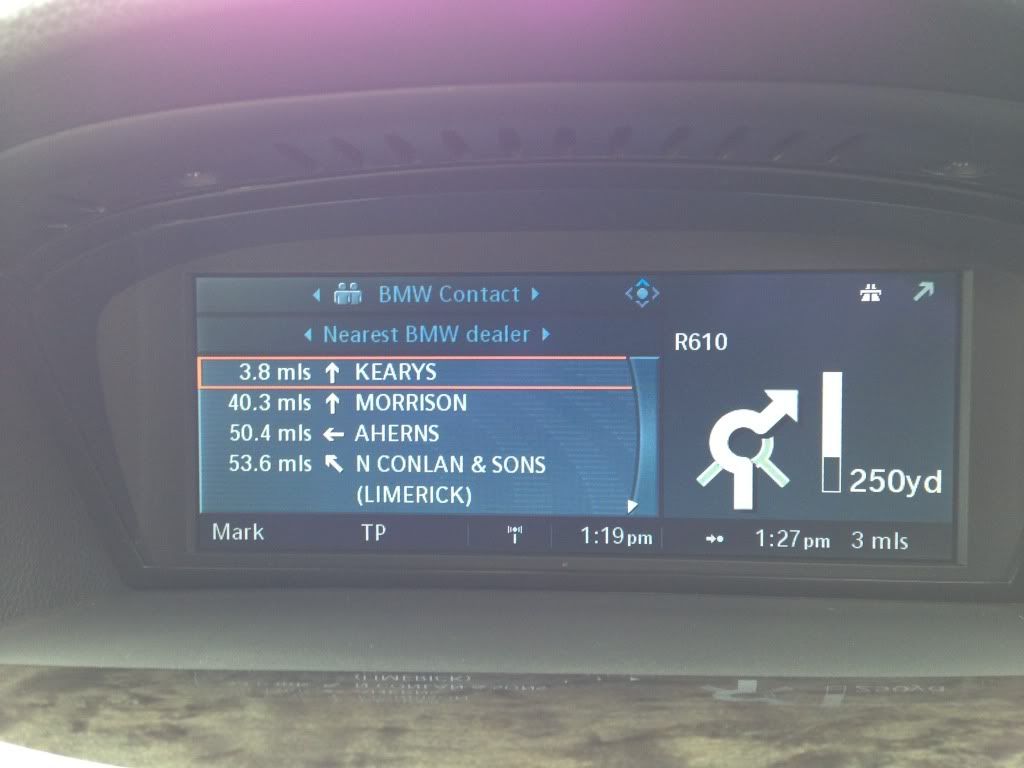 BMW Contact
Nearest BMW dealer
3.8 mls KEARYS
40.3 mls MORRISON
50.4 mls AHERNS
53.6 mls N CONLAN & SONS
(LIMERICK)
Mark TP 1:19pm
R610
250yd
1:27pm 3 mls